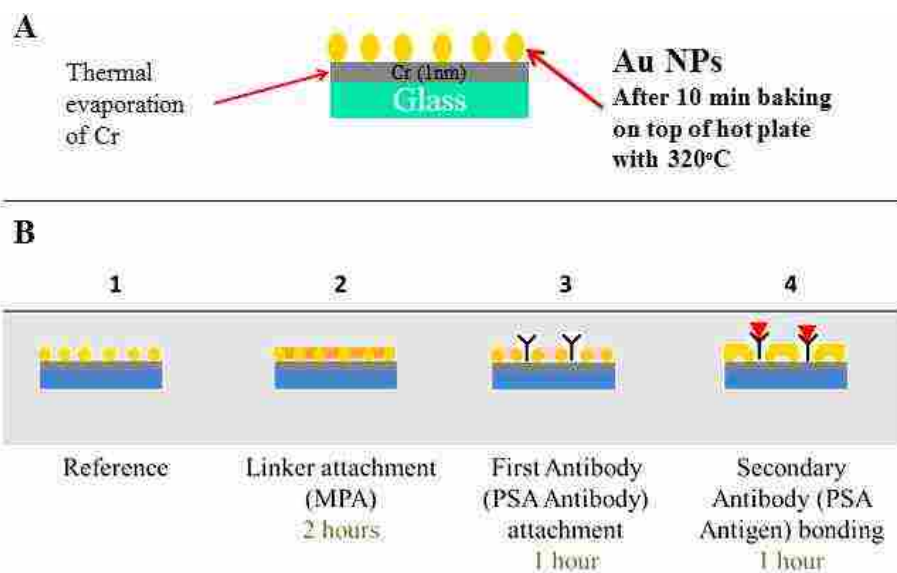 A
Thermal
evaporation
of Cr
Cr (1nm)
Glass
Au NPs
After 10 min baking
on top of hot plate
with 320°C
B
1
2
3
4
Reference
Linker attachment
(MPA)
2 hours
First Antibody
(PSA Antibody)
attachment
1 hour
Secondary
Antibody (PSA
Antigen) bonding
1 hour